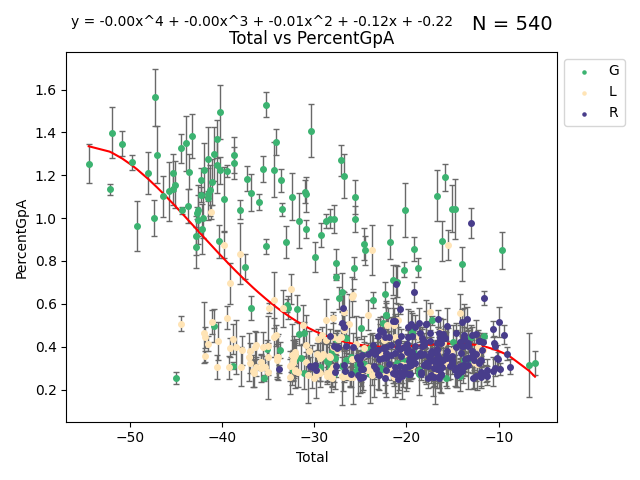 y = -0.00x^4 + -0.00x^3 + -0.01x^2 + -0.12x + -0.22
N = 540
Total vs PercentGpA
G
L
R
PercentGpA
1.6
1.4
1.2
1.0
0.8
0.6
0.4
0.2
−50
−40
−30
−20
−10
Total